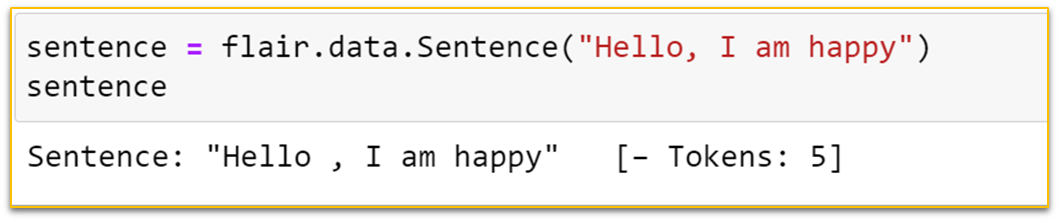 sentence = flair.data.Sentence("Hello, I am happy")
sentence
Sentence: "Hello , I am happy"   [− Tokens: 5]